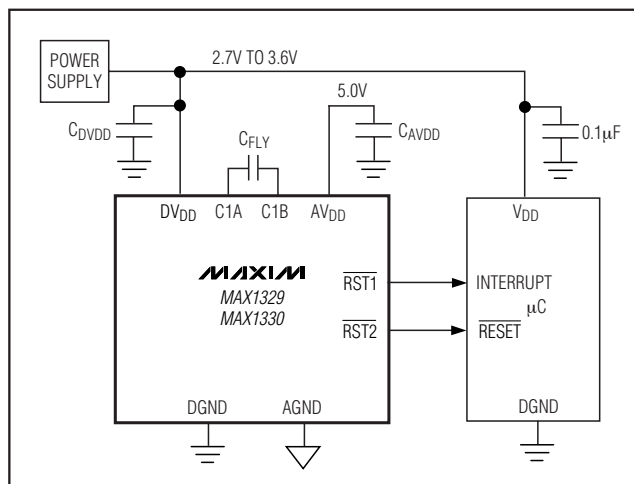 POWER
SUPPLY
2.7V TO 3.6V
5.0V
CDVDD
CFLY
CAVDD
0.1μF
DVDD
C1A
C1B
AVDD
VDD
MAXIM
MAX1329
MAX1330
RST1
RST2
INTERRUPT
μC
RESET
DGND
AGND
DGND